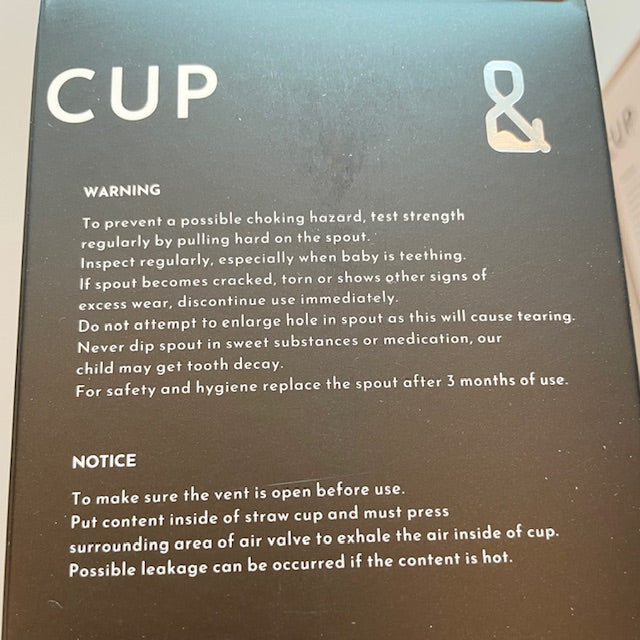 CUP
&
WARNING
To prevent a possible choking hazard, test strength
regularly by pulling hard on the spout.
Inspect regularly, especially when baby is teething.
If spout becomes cracked, torn or shows other signs of
excess wear, discontinue use immediately.
Do not attempt to enlarge hole in spout as this will cause tearing.
Never dip spout in sweet substances or medication, our
child may get tooth decay.
For safety and hygiene replace the spout after 3 months of use.
NOTICE
To make sure the vent is open before use.
Put content inside of straw cup and must press
surrounding area of air valve to exhale the air inside of cup.
Possible leakage can be occurred if the content is hot.